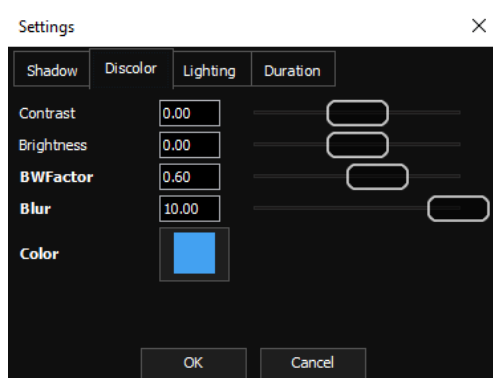 Settings
Shadow Discolor Lighting Duration
Contrast 0.00
Brightness 0.00
BWFactor 0.60
Blur 10.00
Color
OK Cancel